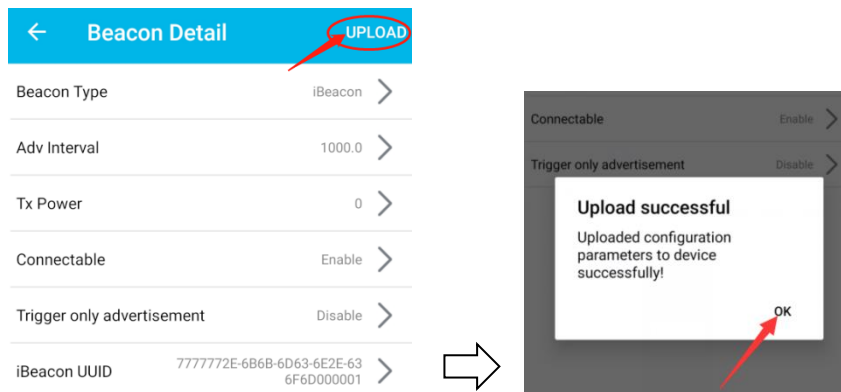 Beacon Detail UPLOAD
Beacon Type iBeacon
Adv Interval 1000.0
Tx Power 0
Connectable Enable
Trigger only advertisement Disable
iBeacon UUID 7777772E-6B6B-6D63-6E2E-63
6F6D000001
Connectable Enable
Trigger only advertisement Disable
Upload successful
Uploaded configuration
parameters to device
successfully!
OK